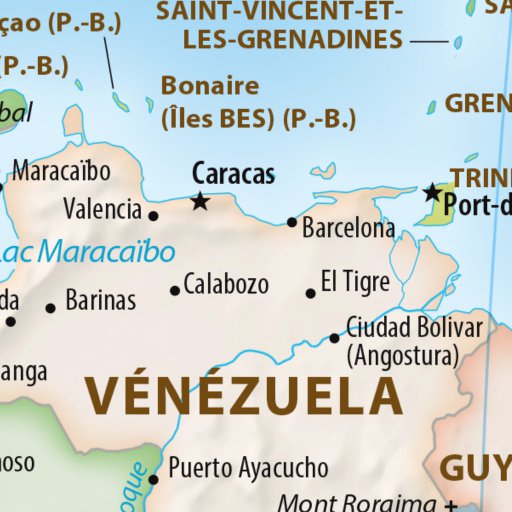 SAINT-VINCENT-ET-
LES-GRENADINES
SA
çao (P.-B.)
(P.-B.)
Bonaire
(Îles BES) (P.-B.)
GREN
bal
Maracaïbo
Caracas
TRINI
Port-d
Valencia
Barcelona
Lac Maracaïbo
Calabozo
El Tigre
da
Barinas
Ciudad Bolivar
(Angostura)
anga
VÉNÉZUELA
noso
Puerto Ayacucho
GUY
oque
Mont Roraima